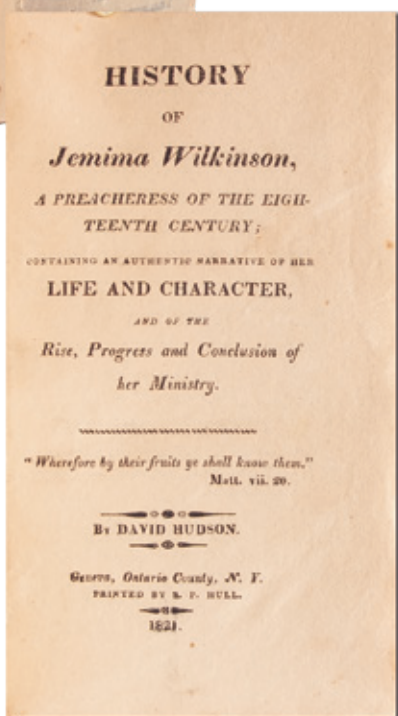 HISTORY
OF
Jemima Wilkinson,
A PREACHERESS OF THE EIGH-
TEENTH CENTURY;
CONTAINING AN AUTHENTIC NARRATIVE OF HER
LIFE AND CHARACTER,
AND OF THE
Rise, Progress and Conclusion of
her Ministry.
"Wherefore by their fruits ye shall know them."
Matt. vii. 20.
By DAVID HUDSON.
Geneva, Ontario County, N. Y.
PRINTED BY S. P. HULL.
1821.